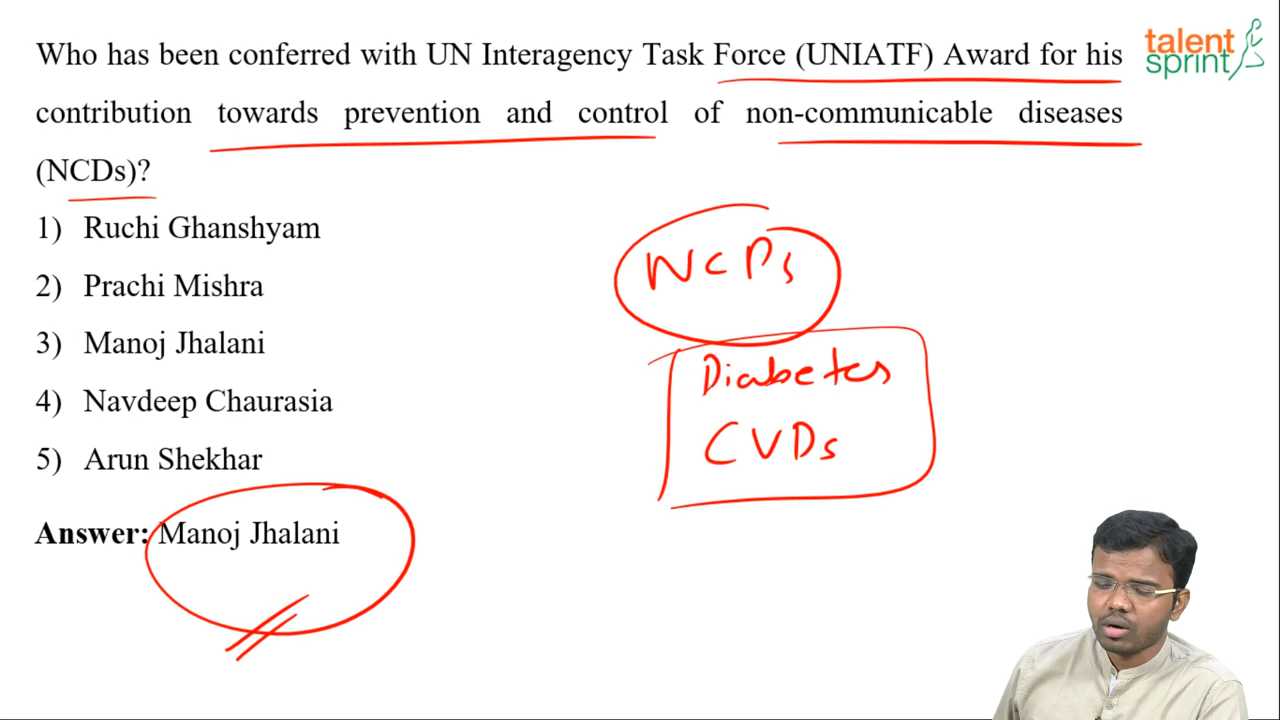 Who has been conferred with UN Interagency Task Force (UNIATF) Award for his
contribution towards prevention and control of non-communicable diseases
(NCDs)?
1) Ruchi Ghanshyam
2) Prachi Mishra
3) Manoj Jhalani
4) Navdeep Chaurasia
5) Arun Shekhar
Answer: Manoj Jhalani
talent
sprint
NCDs
Diabetes
CVDs